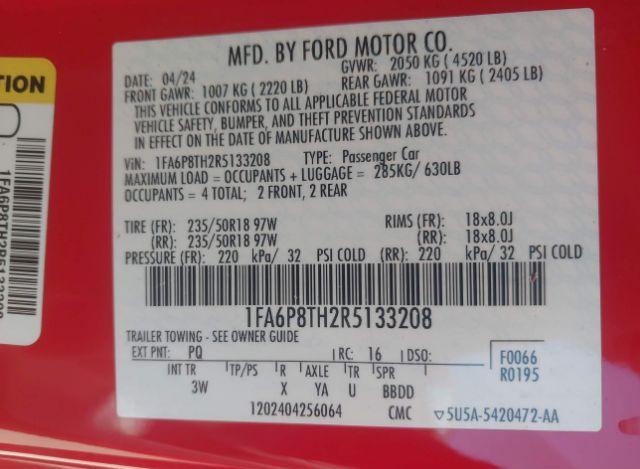 MFD. BY FORD MOTOR CO.
DATE: 04/24 GVWR: 2050 KG ( 4520 LB)
FRONT GAWR: 1007 KG ( 2220 LB) REAR GAWR: 1091 KG ( 2405 LB)
THIS VEHICLE CONFORMS TO ALL APPLICABLE FEDERAL MOTOR
VEHICLE SAFETY, BUMPER, AND THEFT PREVENTION STANDARDS
IN EFFECT ON THE DATE OF MANUFACTURE SHOWN ABOVE.
VIN: 1FA6P8TH2R5133208 TYPE: Passenger Car
MAXIMUM LOAD = OCCUPANTS + LUGGAGE = 285KG/ 630LB
OCCUPANTS = 4 TOTAL; 2 FRONT, 2 REAR
TIRE (FR): 235/50R18 97W RIMS (FR): 18x8.0J
(RR): 235/50R18 97W (RR): 18x8.0J
PRESSURE (FR): 220 kPa/ 32 PSI COLD (RR): 220 kPa/ 32 PSI COLD
1FA6P8TH2R5133208
TRAILER TOWING - SEE OWNER GUIDE
EXT PNT: PQ RC: 16 DSO: F0066
INT TR TP/PS R AXLE TR SPR R0195
3W X YA U BBDD
1202404256064 CMC 5U5A-5420472-AA
TION
1FA6P8TH2R5133208